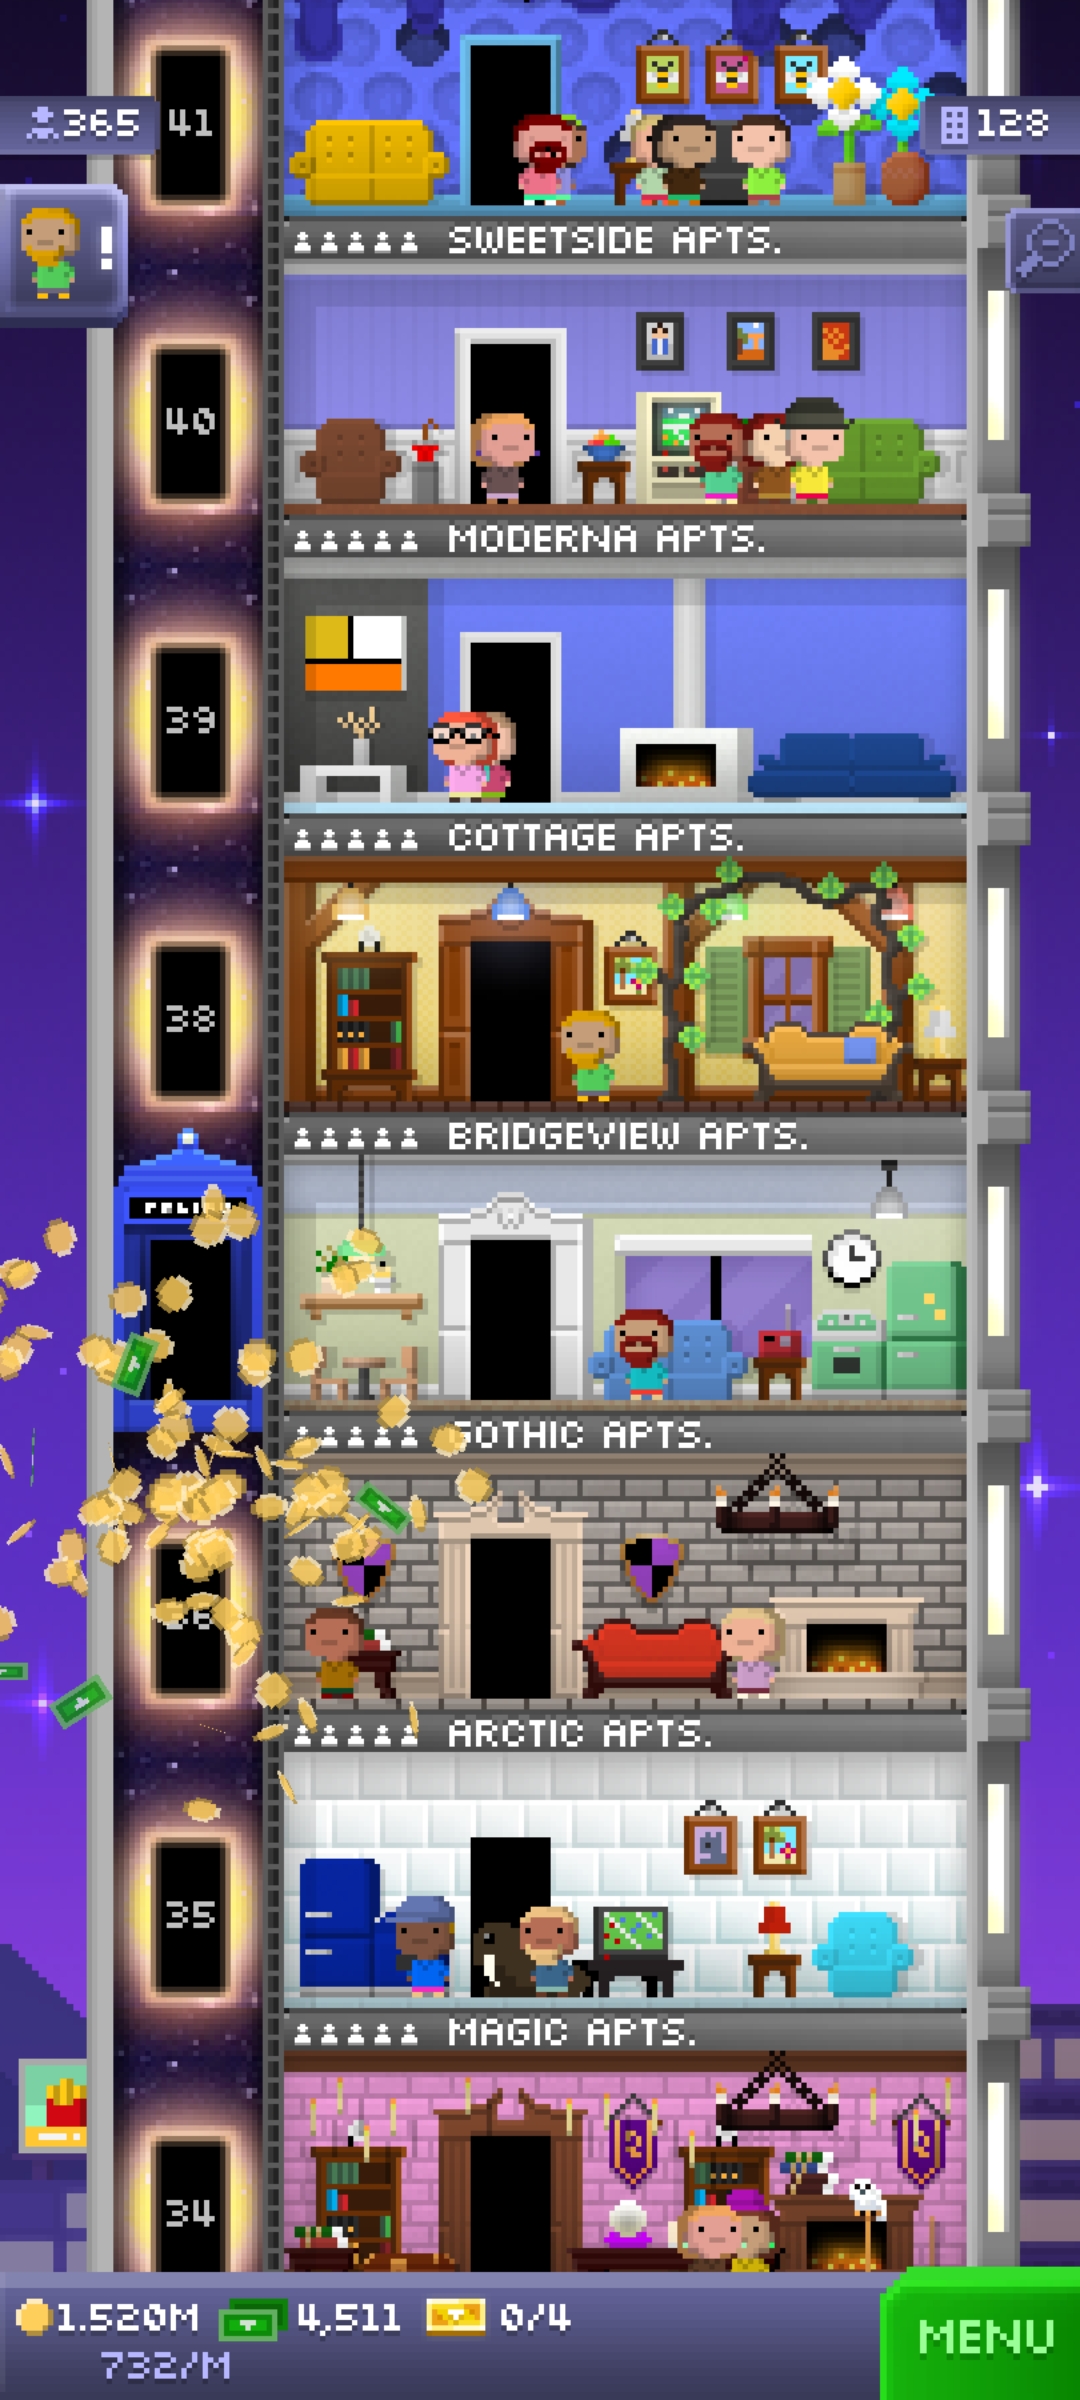 41
365
128
!
SWEETSIDE APTS.
40
MODERNA APTS.
39
COTTAGE APTS.
38
BRIDGEVIEW APTS.
GOTHIC APTS.
ARCTIC APTS.
35
MAGIC APTS.
34
1.520M 4,511 0/4
732/M
MENU